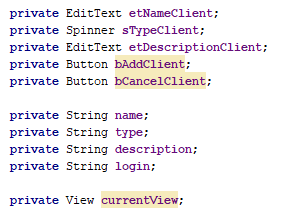 private EditText etNameClient;
private Spinner sTypeClient;
private EditText etDescriptionClient;
private Button bAddClient;
private Button bCancelClient;
private String name;
private String type;
private String description;
private String login;
private View currentView;